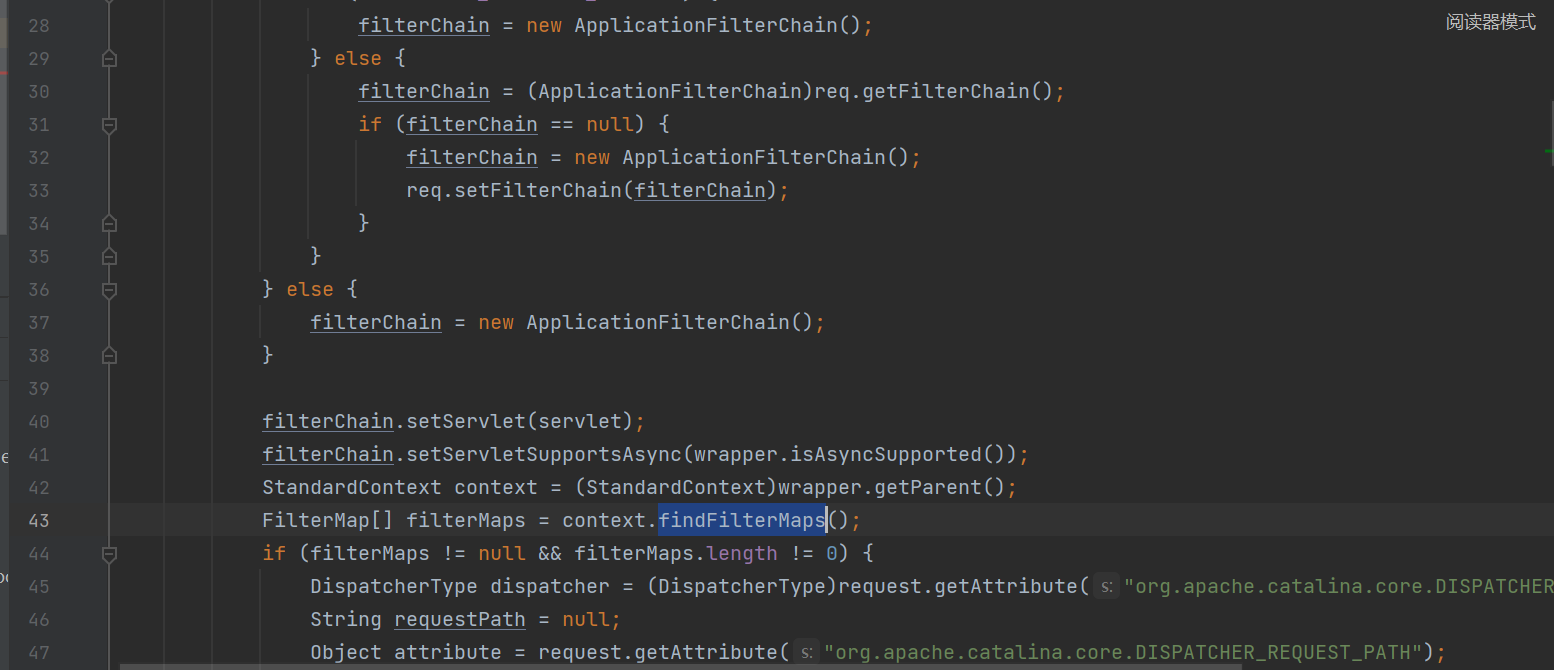 阅读器模式
28 filterChain = new ApplicationFilterChain();
29 } else {
30 filterChain = (ApplicationFilterChain)req.getFilterChain();
31 if (filterChain == null) {
32 filterChain = new ApplicationFilterChain();
33 req.setFilterChain(filterChain);
34 }
35 }
36 } else {
37 filterChain = new ApplicationFilterChain();
38 }
39
40 filterChain.setServlet(servlet);
41 filterChain.setServletSupportsAsync(wrapper.isAsyncSupported());
42 StandardContext context = (StandardContext)wrapper.getParent();
43 FilterMap[] filterMaps = context.findFilterMaps();
44 if (filterMaps != null && filterMaps.length != 0) {
45 DispatcherType dispatcher = (DispatcherType)request.getAttribute( s: "org.apache.catalina.core.DISPATCHER
46 String requestPath = null;
47 Object attribute = request.getAttribute( s: "org.apache.catalina.core.DISPATCHER_REQUEST_PATH");